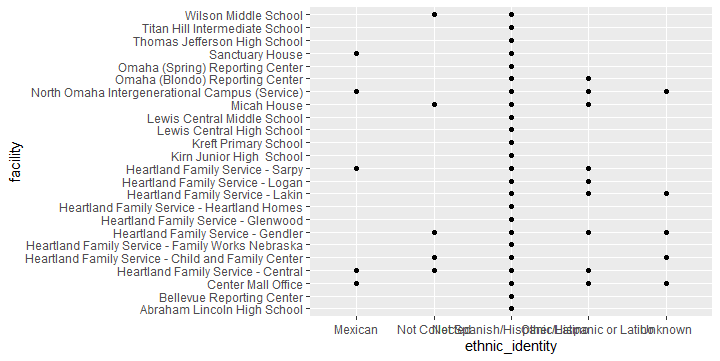 Wilson Middle School
Titan Hill Intermediate School
Thomas Jefferson High School
Sanctuary House
Omaha (Spring) Reporting Center
Omaha (Blondo) Reporting Center
North Omaha Intergenerational Campus (Service)
Micah House
Lewis Central Middle School
Lewis Central High School
Kreft Primary School
Kirn Junior High  School
Heartland Family Service - Sarpy
Heartland Family Service - Logan
Heartland Family Service - Lakin
Heartland Family Service - Heartland Homes
Heartland Family Service - Glenwood
Heartland Family Service - Gendler
Heartland Family Service - Family Works Nebraska
Heartland Family Service - Child and Family Center
Heartland Family Service - Central
Center Mall Office
Bellevue Reporting Center
Abraham Lincoln High School
facility
Mexican Not Collected Not Spanish/Hispanic/Latino Other Hispanic or Latino Unknown
ethnic_identity